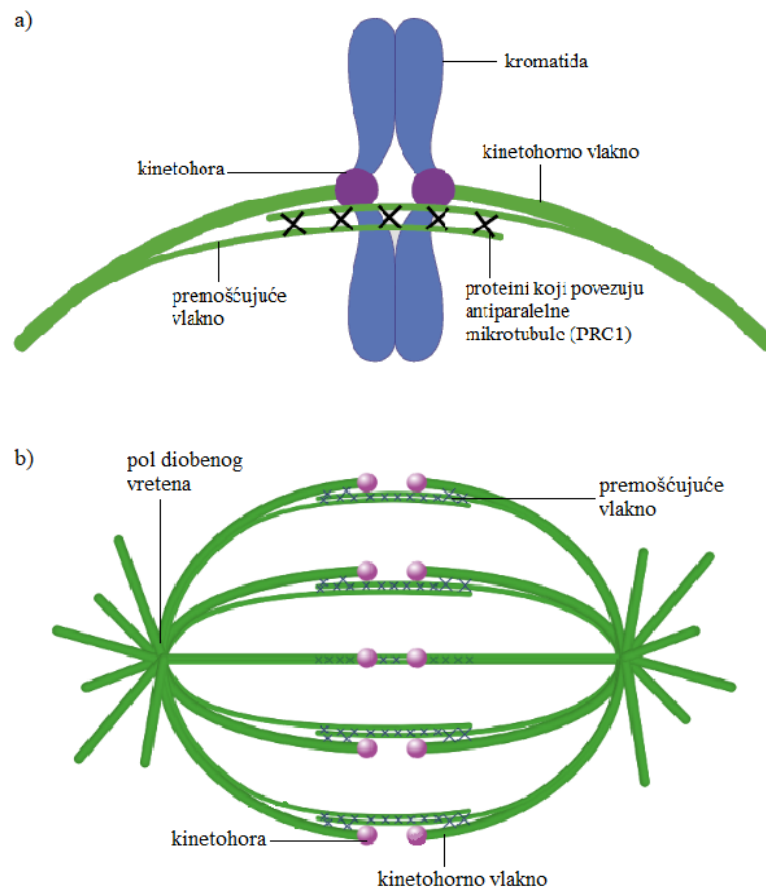 a)
kromatida
kinetohora
kinetohorno vlakno
premošćujuće
vlakno
proteini koji povezuju
antiparalelne
mikrotubule (PRC1)
b)
pol diobenog
vretena
premošćujuće
vlakno
kinetohora
kinetohorno vlakno